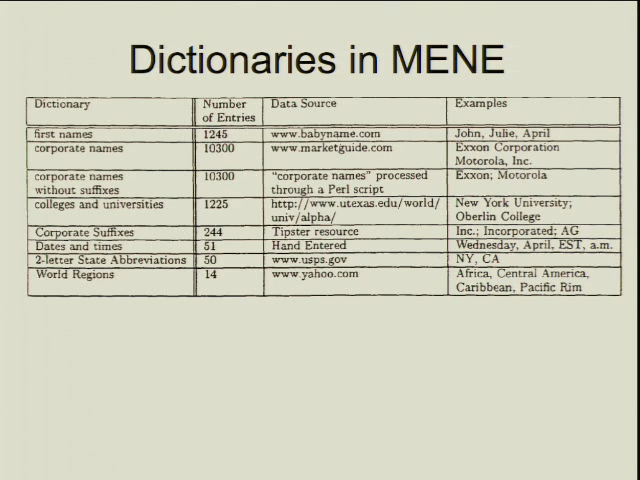 Dictionaries in MENE
Dictionary Number of Entries Data Source Examples
first names 1245 www.babyname.com John, Julie, April
corporate names 10300 www.marketguide.com Exxon Corporation Motorola, Inc.
corporate names without suffixes 10300 "corporate names" processed through a Perl script Exxon; Motorola
colleges and universities 1225 http://www.utexas.edu/world/univ/alpha/ New York University; Oberlin College
Corporate Suffixes 244 Tipster resource Inc.; Incorporated; AG
Dates and times 51 Hand Entered Wednesday, April, EST, a.m.
2-letter State Abbreviations 50 www.usps.gov NY, CA
World Regions 14 www.yahoo.com Africa, Central America, Caribbean, Pacific Rim